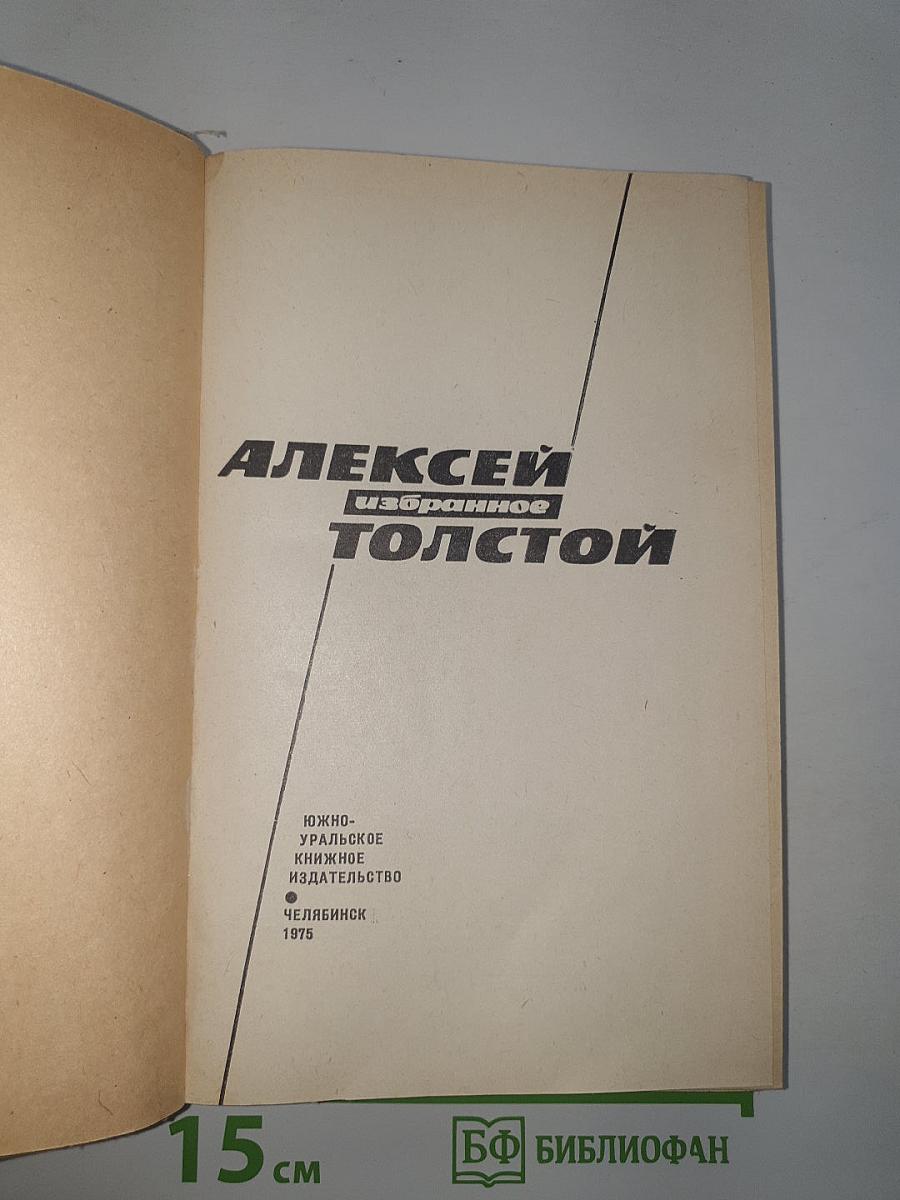 АЛЕКСЕЙ
избранное
ТОЛСТОЙ
ЮЖНО-
УРАЛЬСКОЕ
КНИЖНОЕ
ИЗДАТЕЛЬСТВО
ЧЕЛЯБИНСК
1975
15 см
БФ БИБЛИОФАН